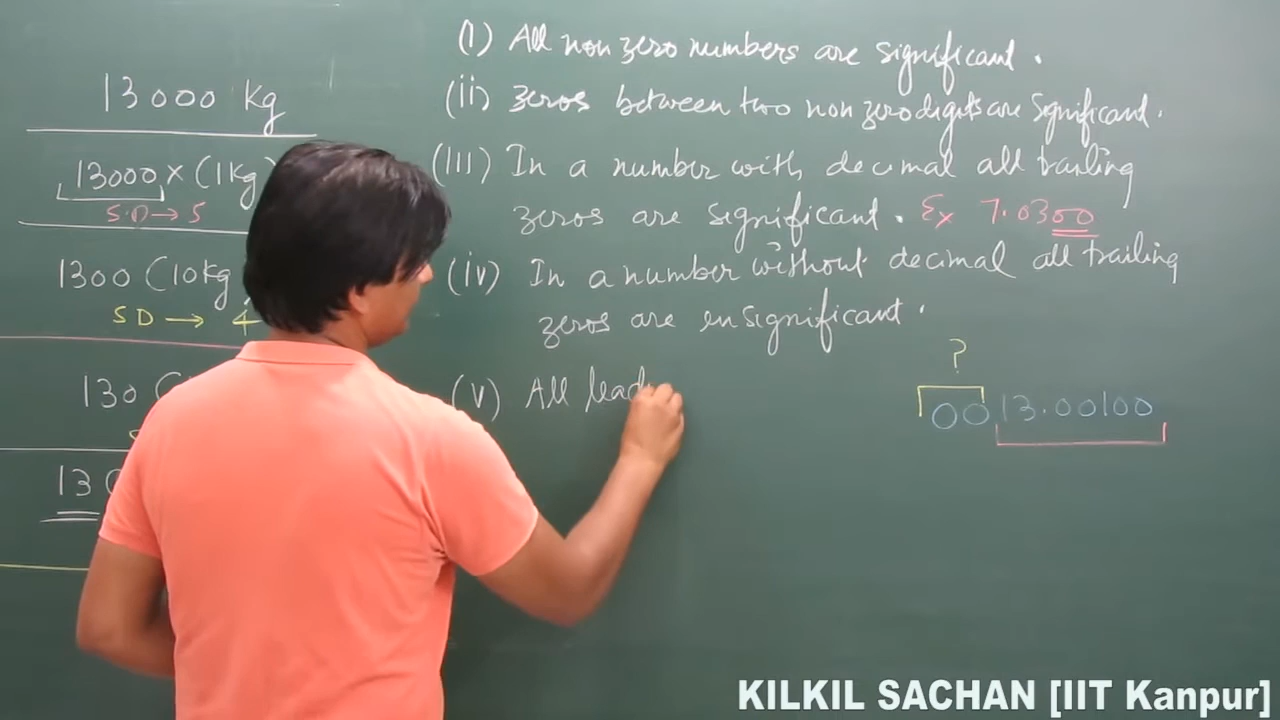 13000 kg
13000 × (1kg)
S.D → 5
1300 (10kg
SD → 4
130 (
13
(i) All non zero numbers are significant.
(ii) zeros between two non zero digits are significant.
(iii) In a number with decimal all trailing
zeros are significant. Ex 7.0300
(iv) In a number without decimal all trailing
zeros are ensignificant.
(v) All lead
?
0013.00100
KILKIL SACHAN [IIT Kanpur]